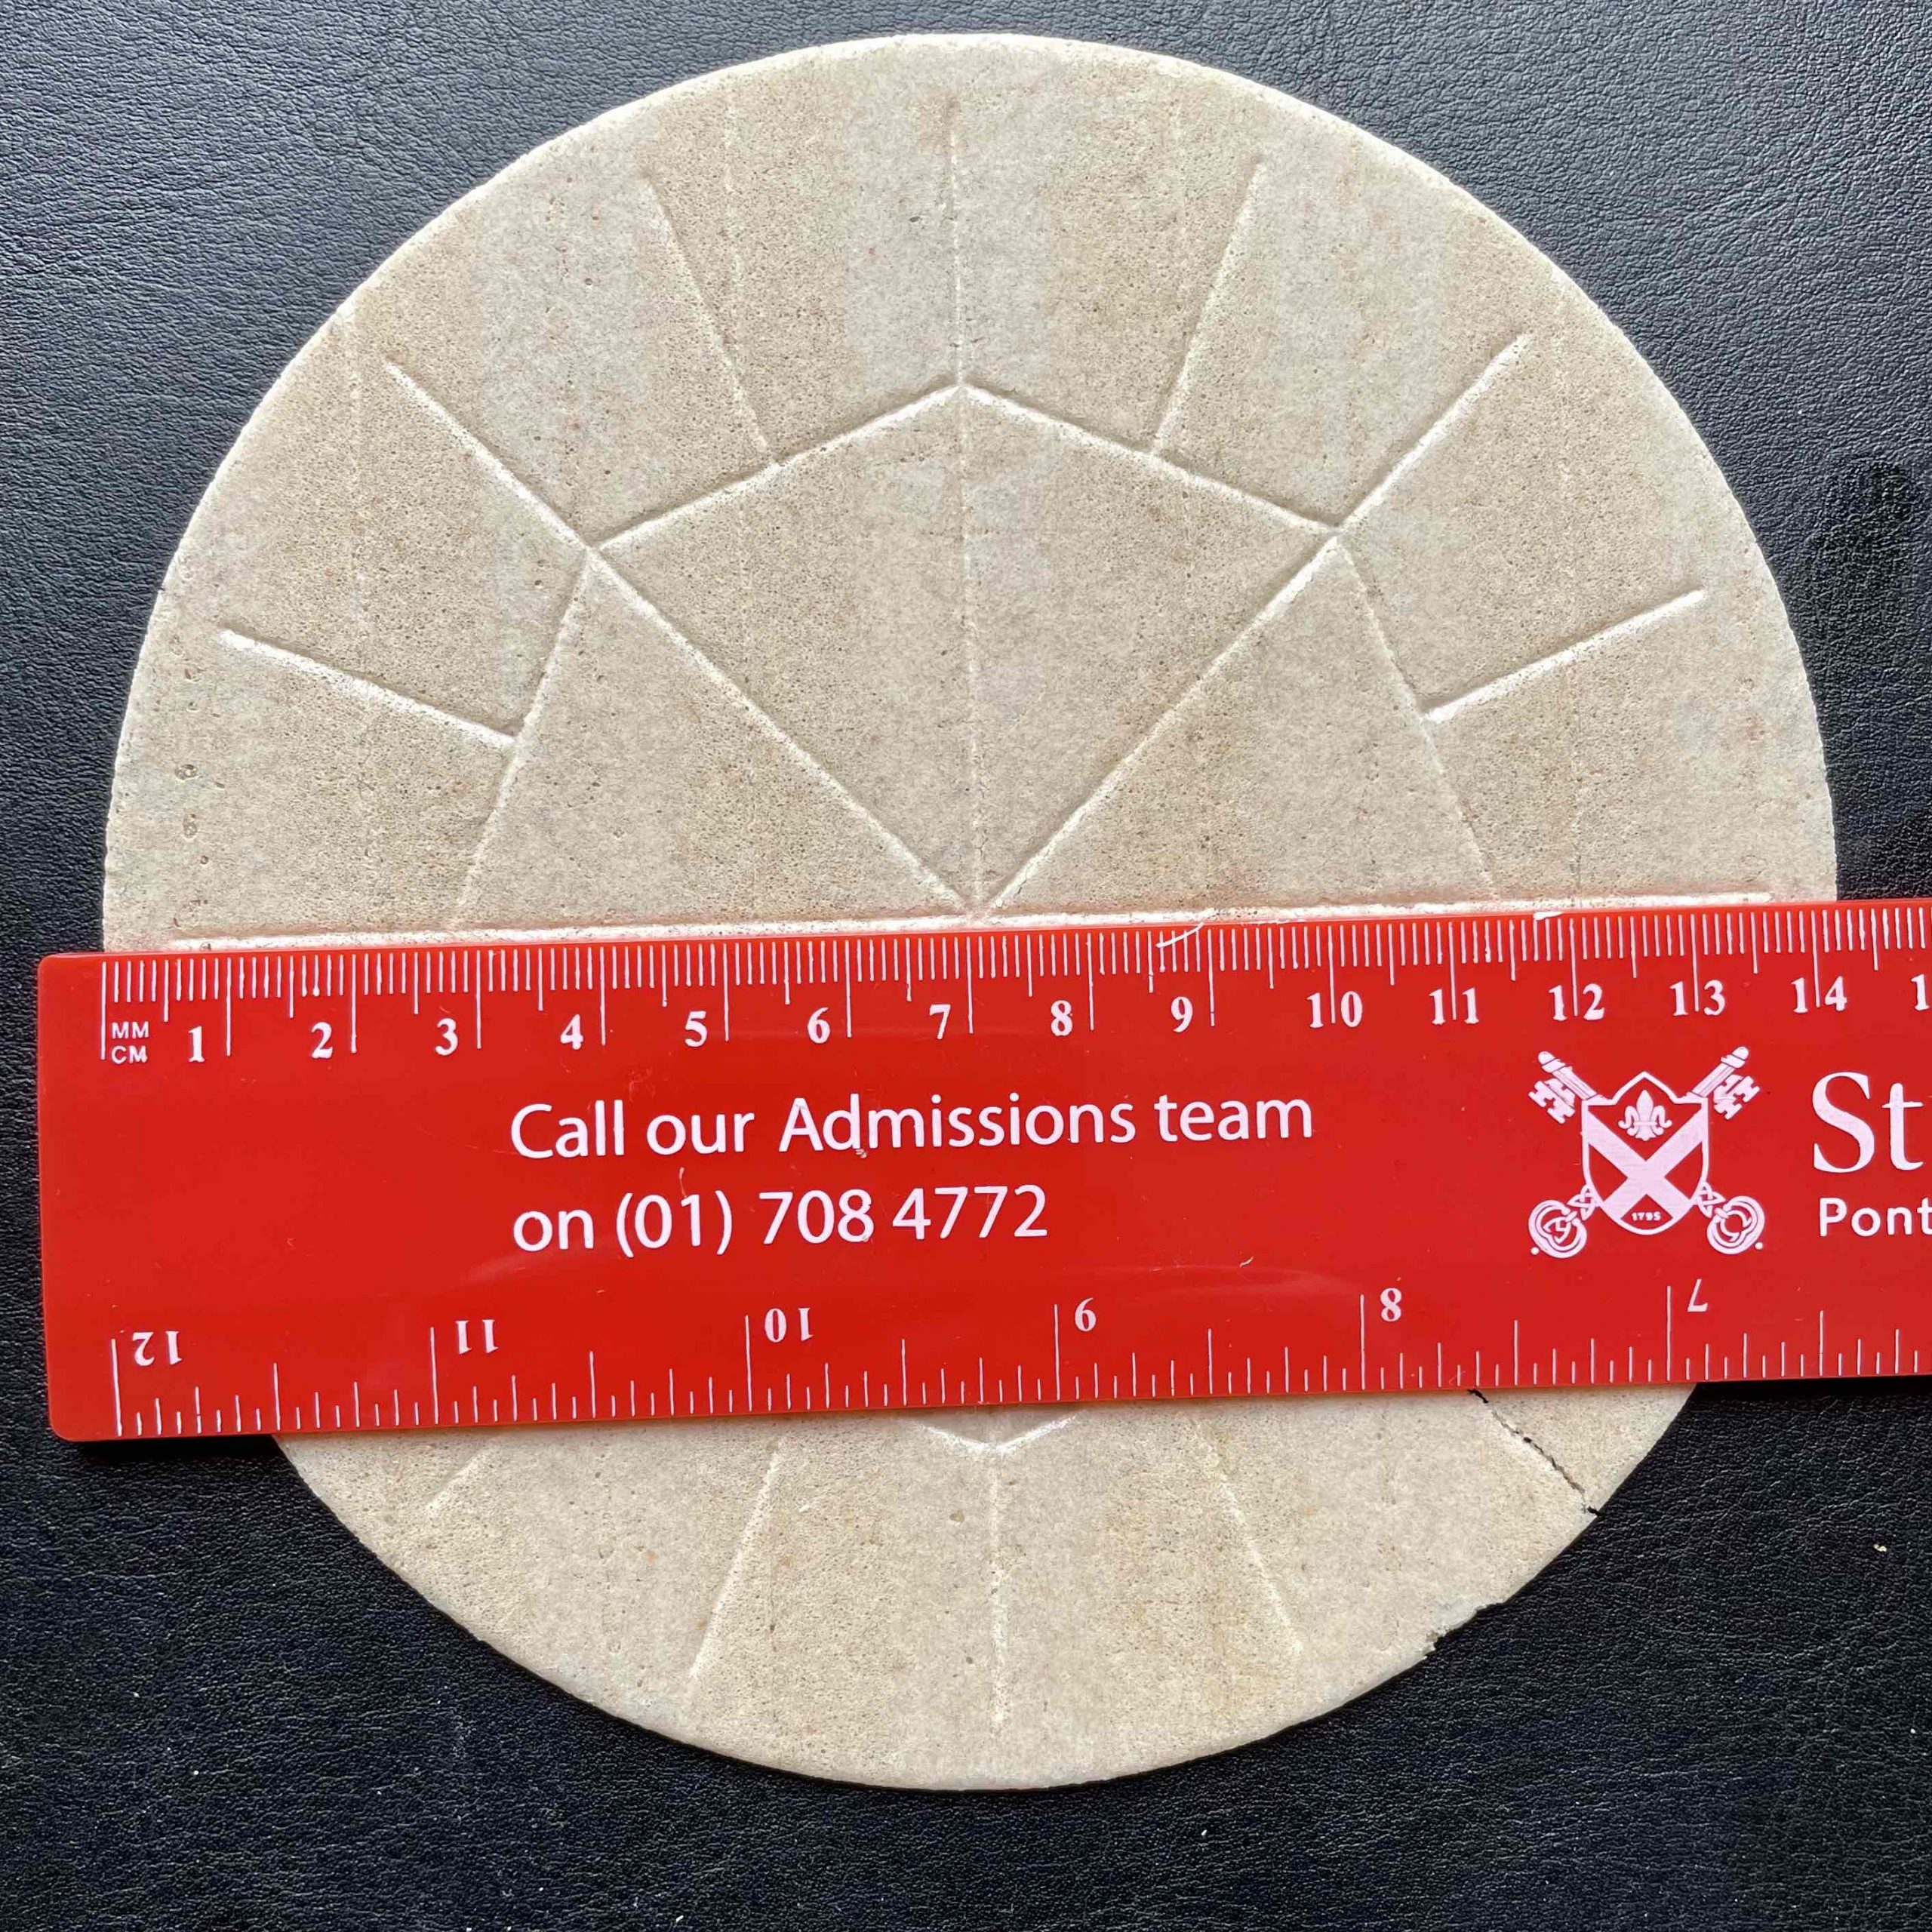 MM
CM
1 2 3 4 5 6 7 8 9 10 11 12 13 14 1
Call our Admissions team
on (01) 708 4772
1795
St
Pont
12 11 10 9 8 7